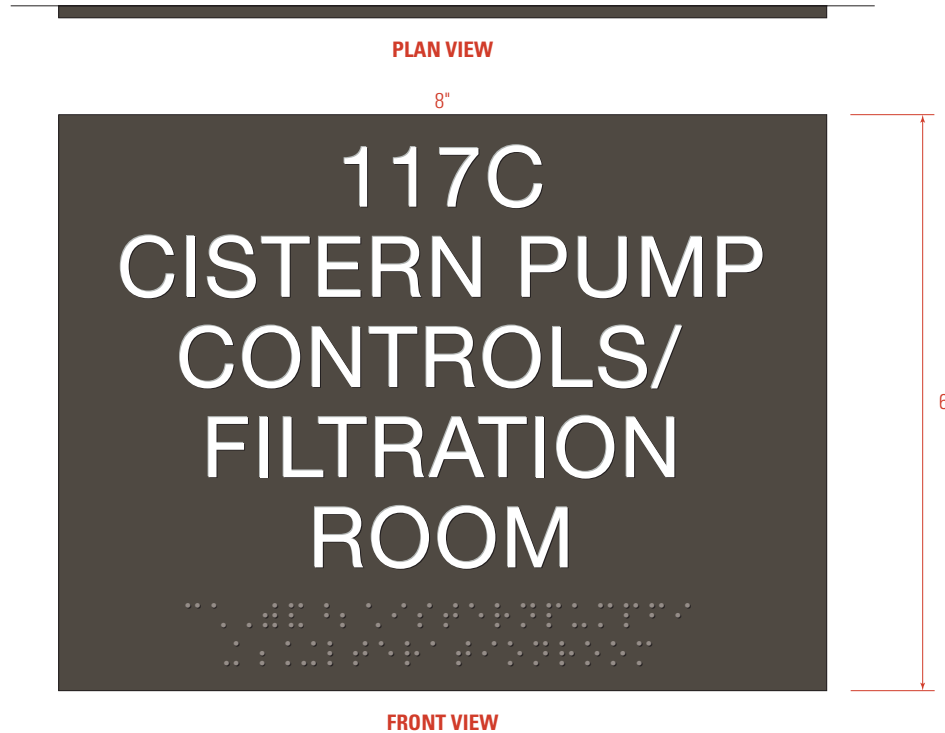 PLAN VIEW
8"
117C
CISTERN PUMP
CONTROLS/
FILTRATION
ROOM
FRONT VIEW